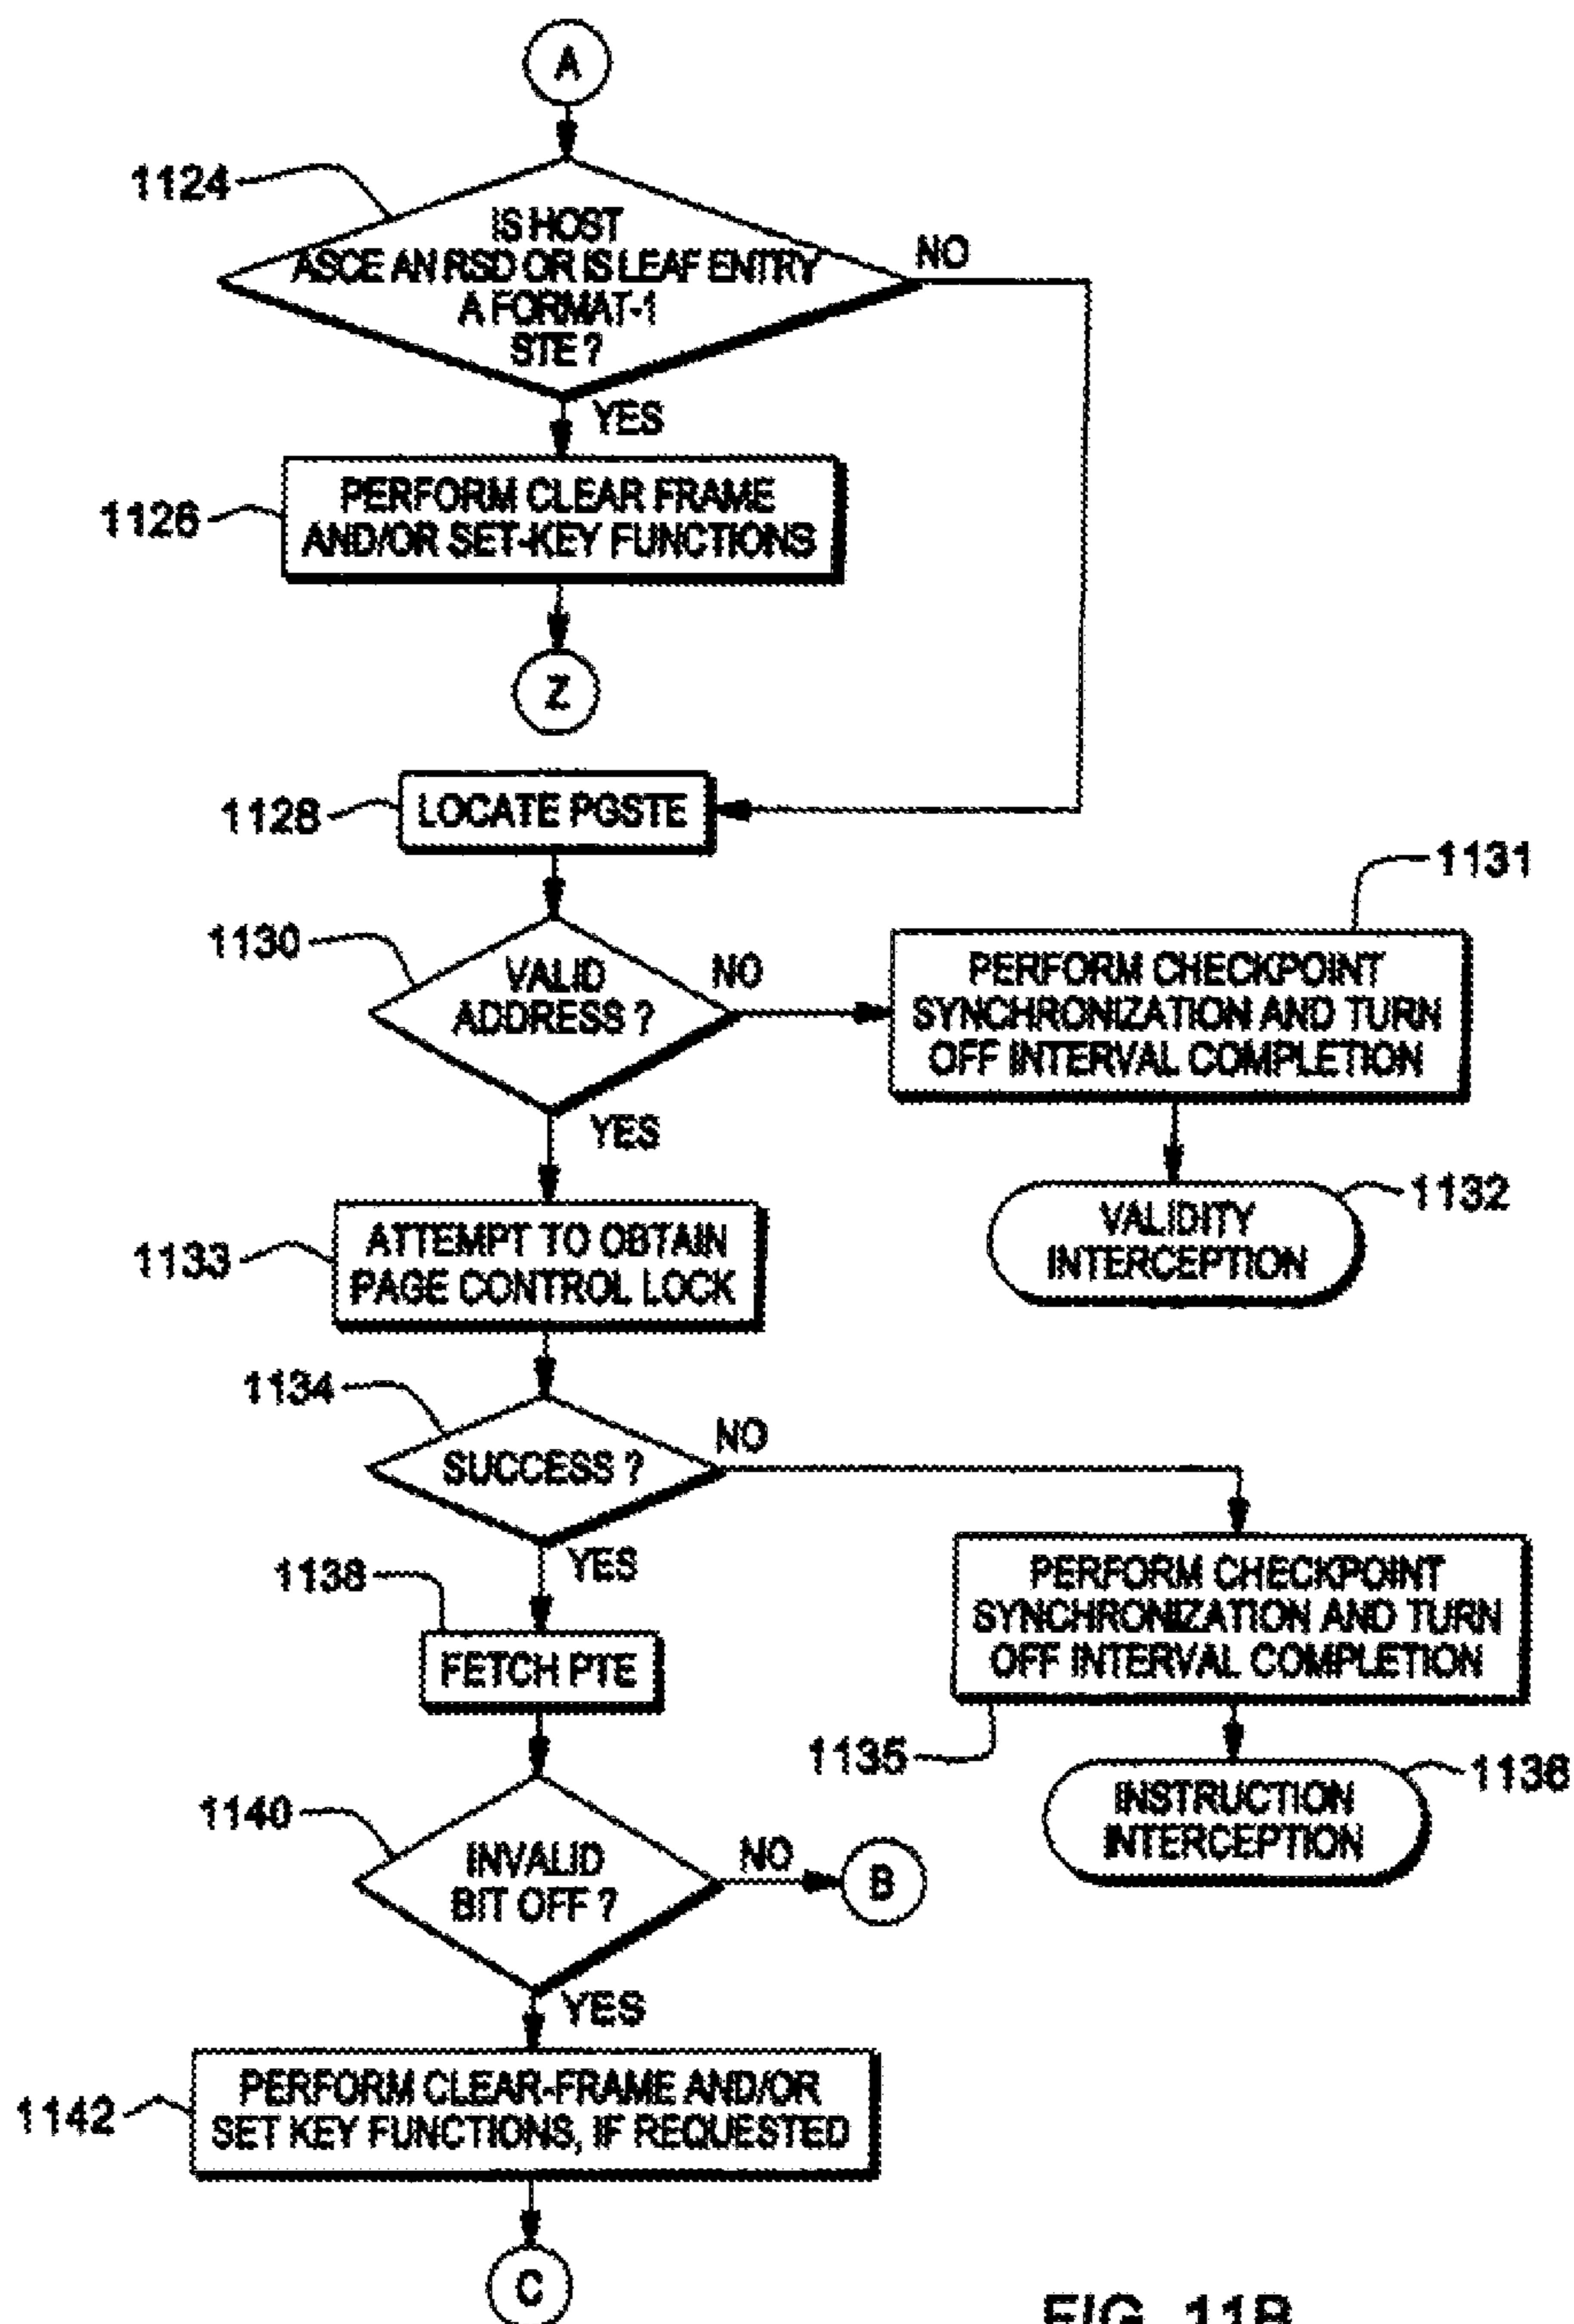 A
1124
IS HOST
ASCE AN RSD OR IS LEAF ENTRY
A FORMAT-1
STE ?
NO
YES
1126
PERFORM CLEAR FRAME
AND/OR SET-KEY FUNCTIONS
Z
1128
LOCATE PGSTE
1130
VALID
ADDRESS ?
NO
YES
1131
PERFORM CHECKPOINT
SYNCHRONIZATION AND TURN
OFF INTERVAL COMPLETION
1132
VALIDITY
INTERCEPTION
1133
ATTEMPT TO OBTAIN
PAGE CONTROL LOCK
1134
SUCCESS ?
NO
YES
PERFORM CHECKPOINT
SYNCHRONIZATION AND TURN
OFF INTERVAL COMPLETION
1135
1136
INSTRUCTION
INTERCEPTION
1138
FETCH PTE
1140
INVALID
BIT OFF ?
NO
B
YES
1142
PERFORM CLEAR-FRAME AND/OR
SET KEY FUNCTIONS, IF REQUESTED
C
FIG. 11B